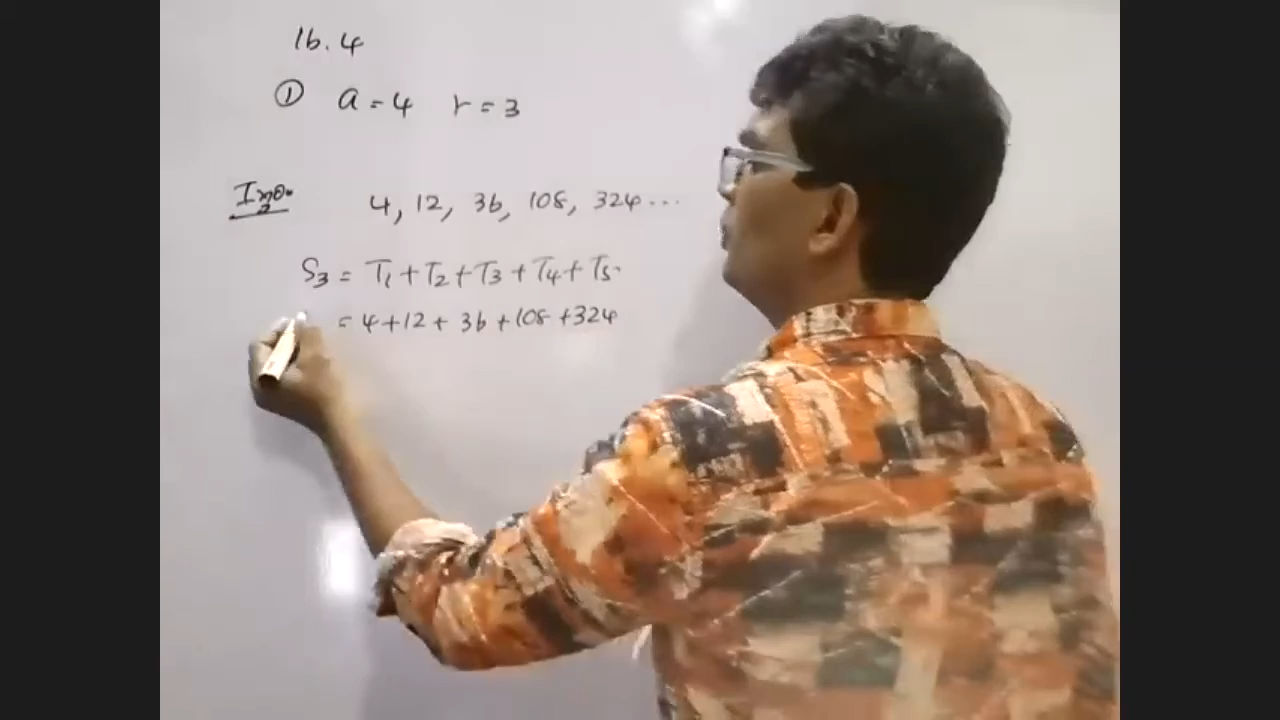 16.4
① a = 4 r = 3
4, 12, 36, 108, 324 ...
S₃ = T₁ + T₂ + T₃ + T₄ + T₅
= 4 + 12 + 36 + 108 + 324